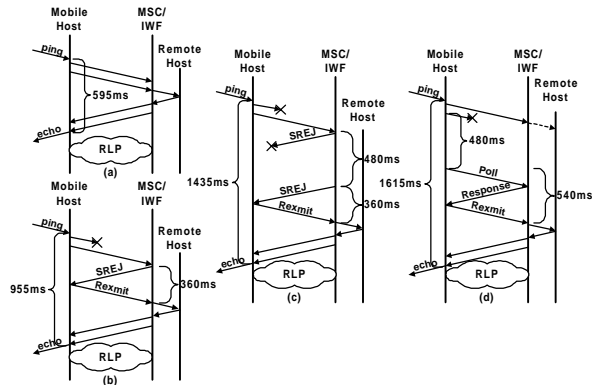 Mobile
Host
MSC/
IWF
Remote
Host
ping
595ms
echo
RLP
(a)
Mobile
Host
MSC/
IWF
Remote
Host
ping
SREJ
Rexmit
360ms
955ms
echo
RLP
(b)
Mobile
Host
MSC/
IWF
Remote
Host
ping
SREJ
480ms
1435ms
SREJ
Rexmit
360ms
echo
RLP
(c)
Mobile
Host
MSC/
IWF
Remote
Host
ping
480ms
Poll
1615ms
Response
540ms
Rexmit
echo
RLP
(d)